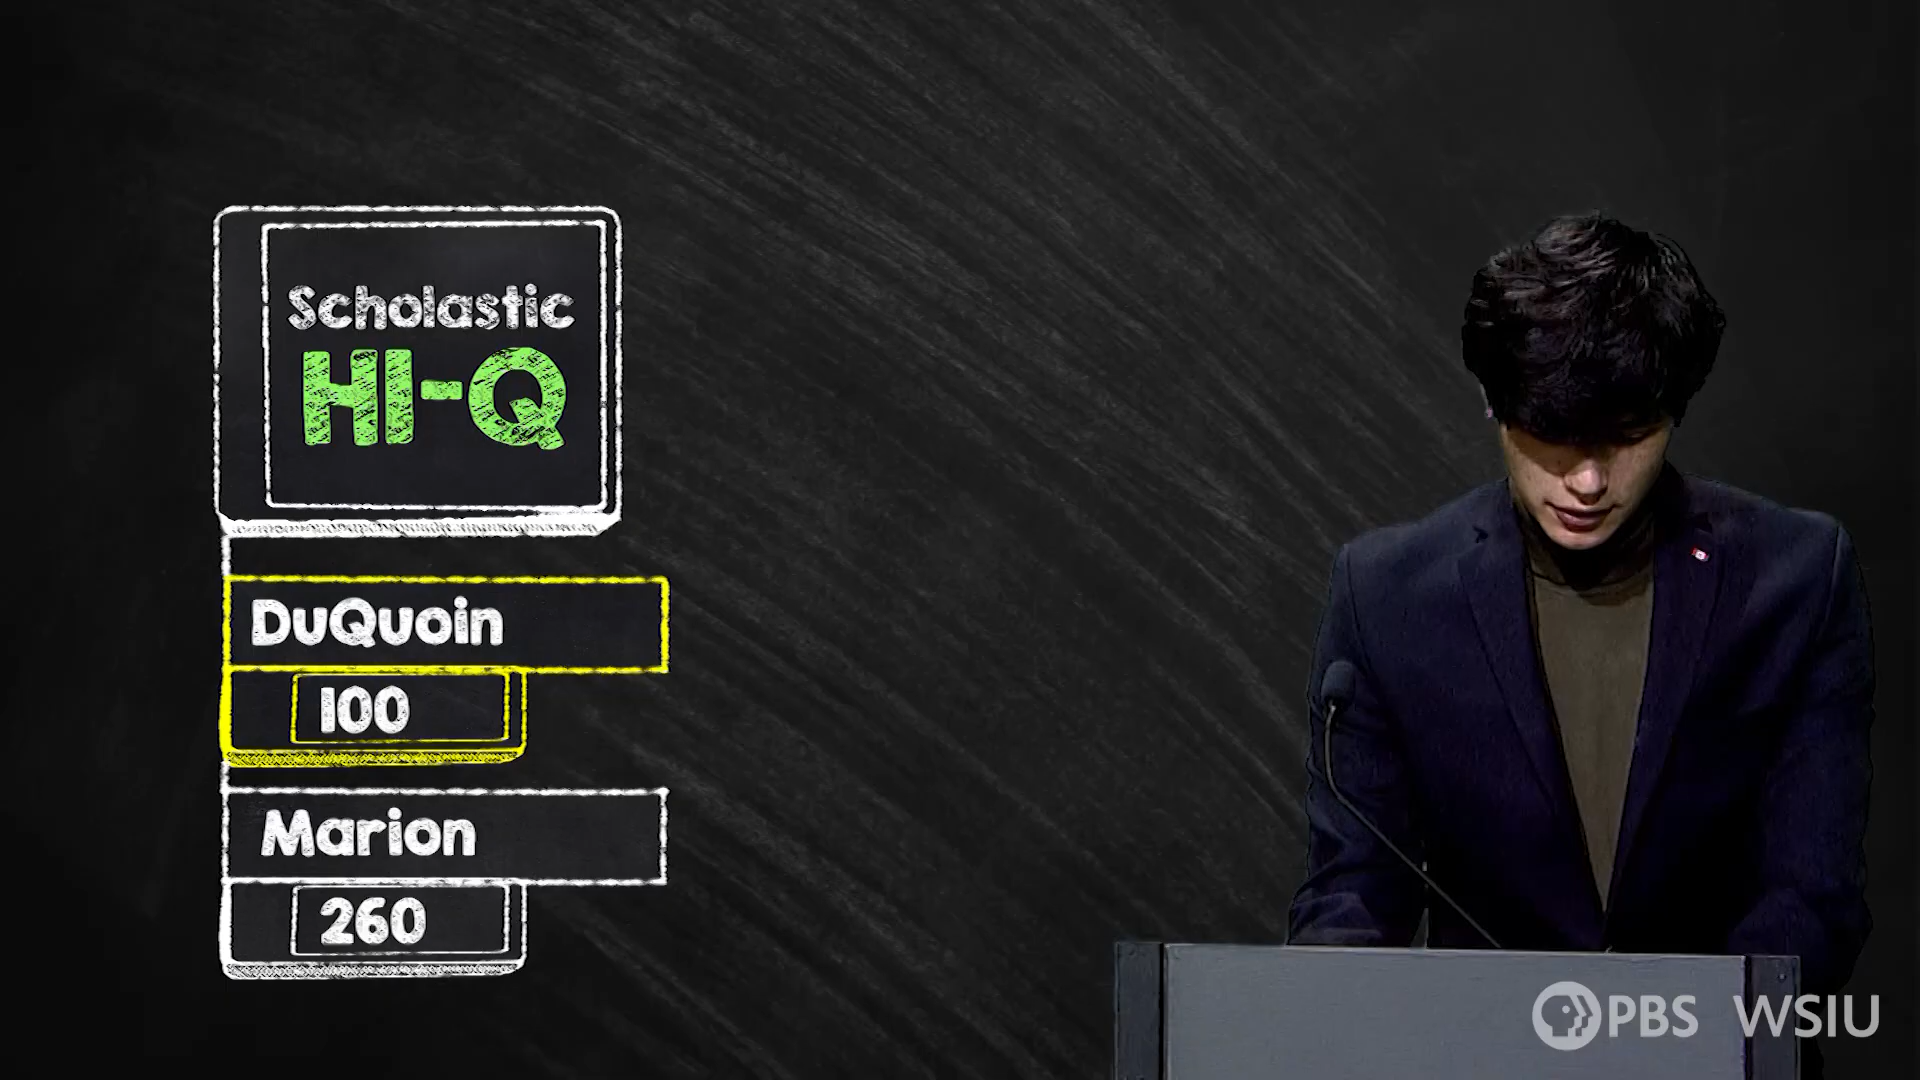 Scholastic
HI-Q
DuQuoin
100
Marion
260
PBS WSIU